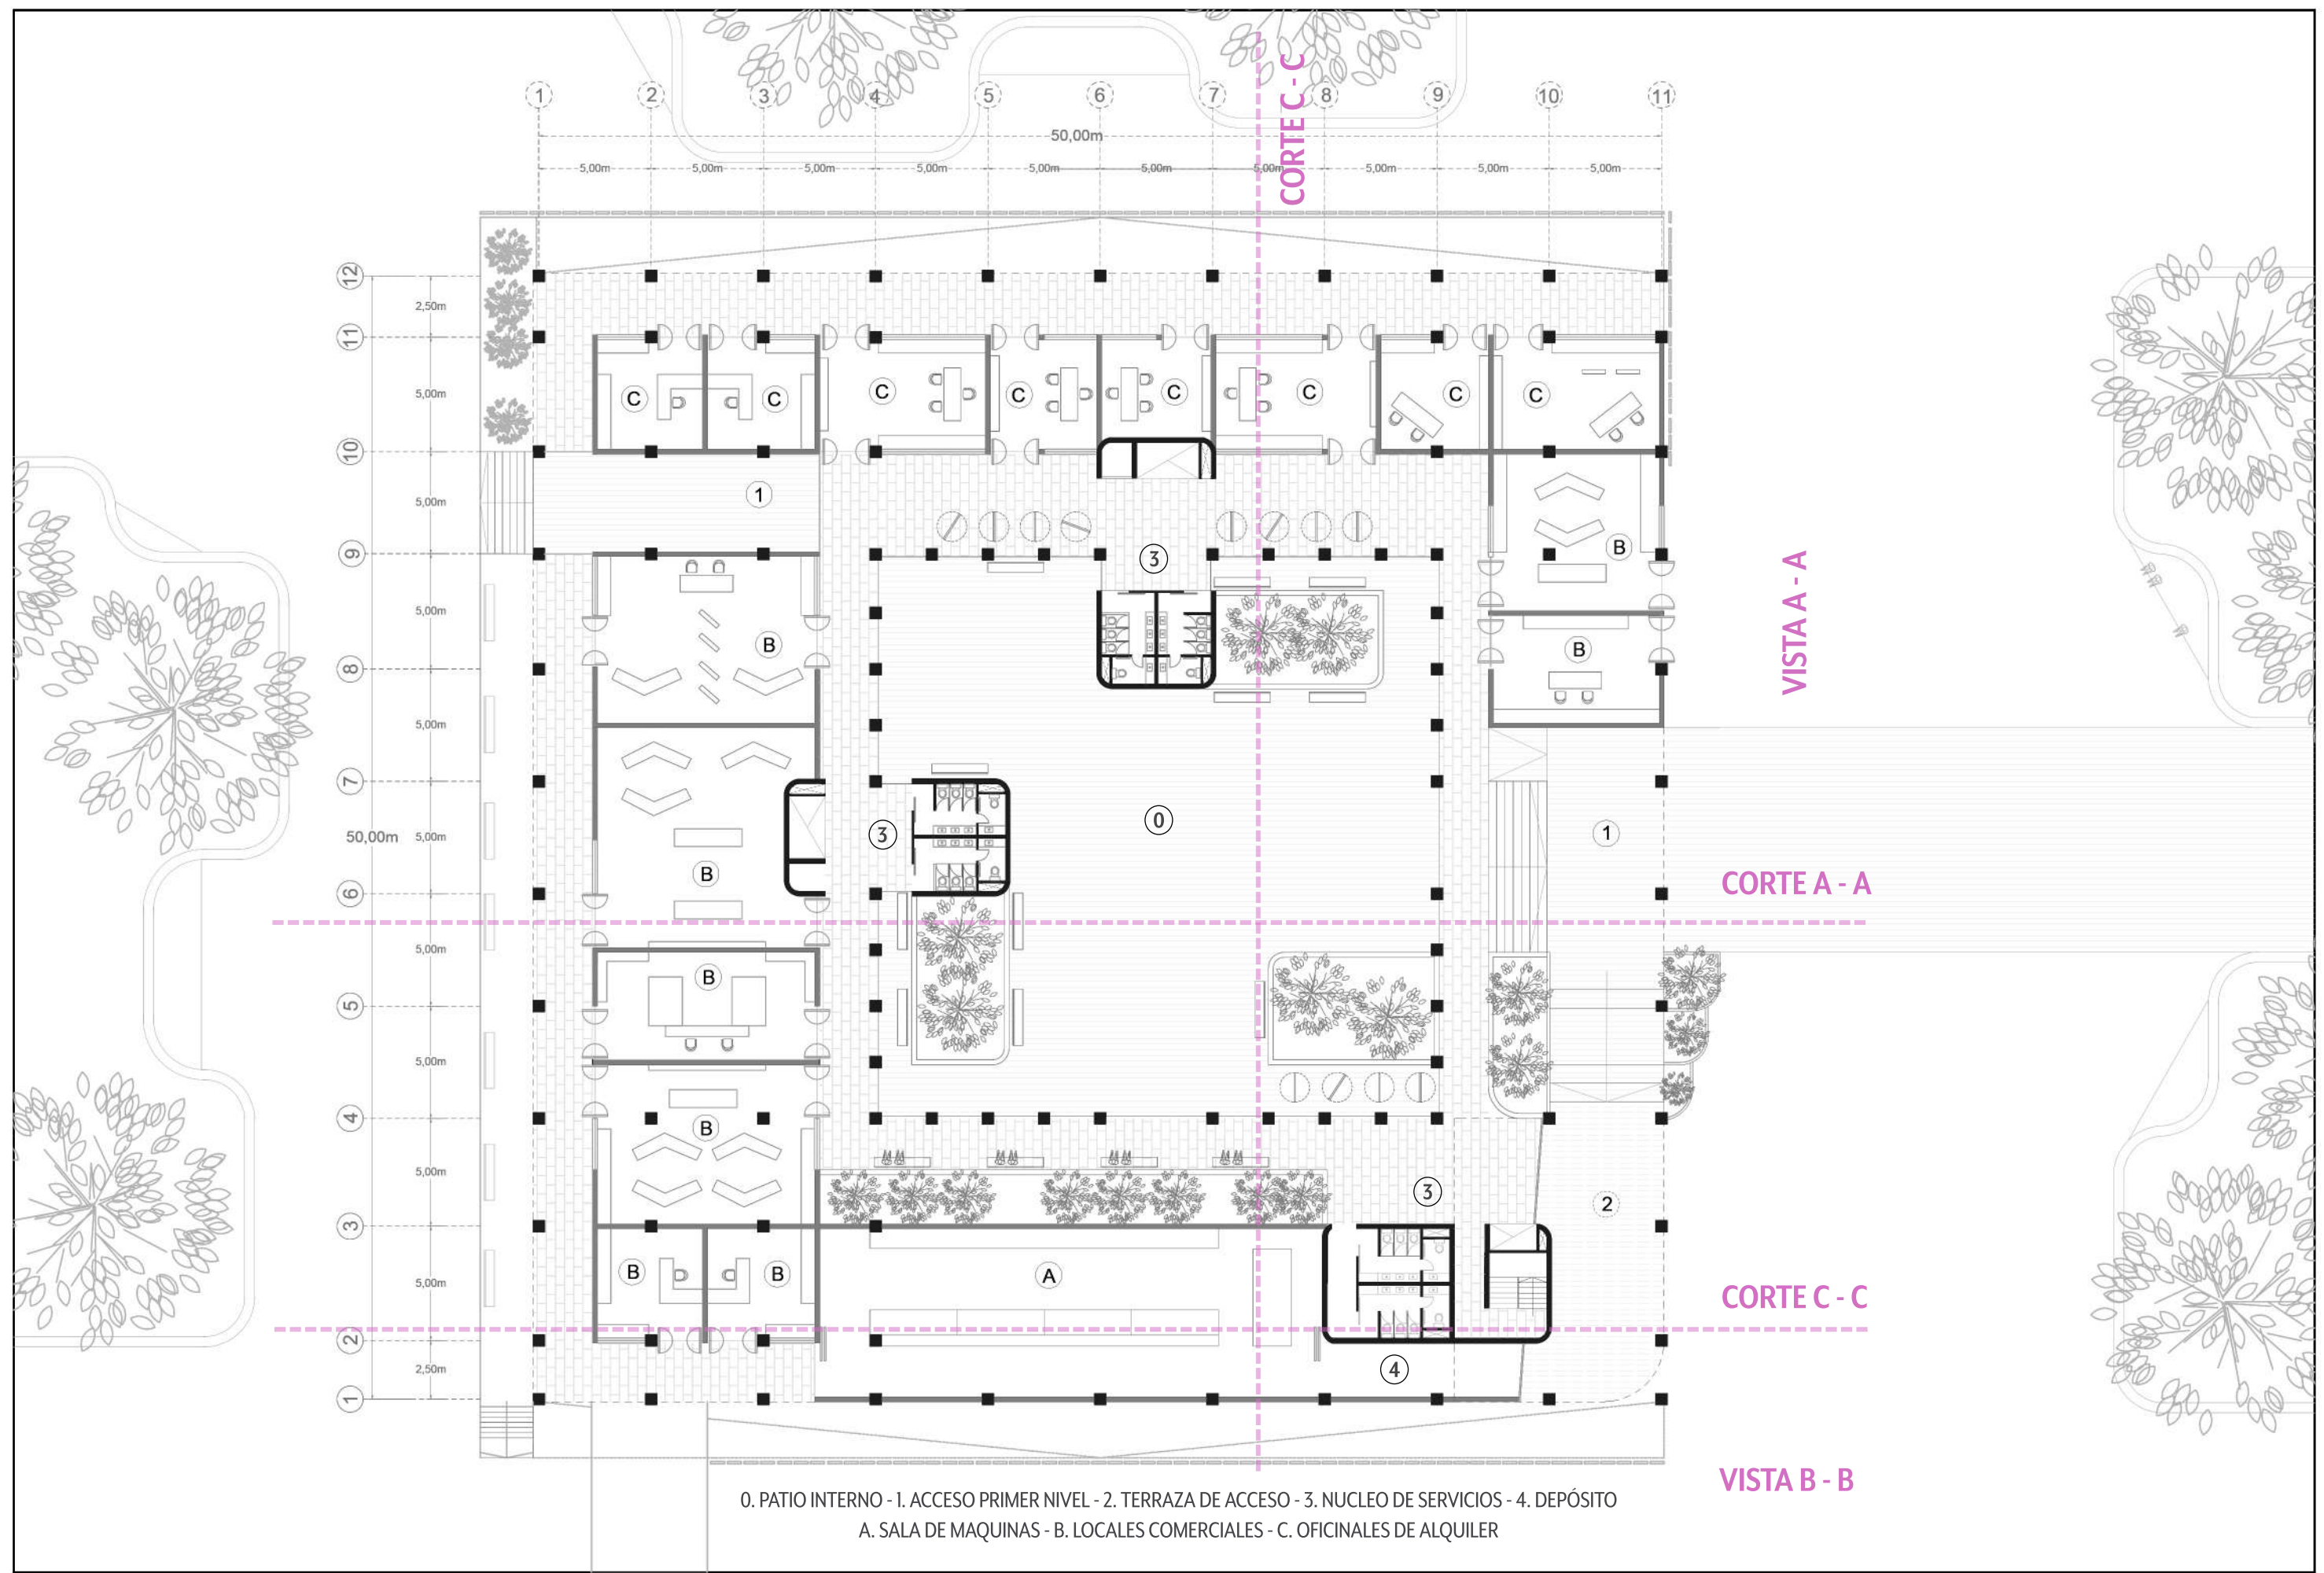 CORTE C - C
1 2 3 4 5 6 7 8 9 10 11
50,00m
5,00m 5,00m 5,00m 5,00m 5,00m 5,00m 5,00m 5,00m 5,00m 5,00m
12
2,50m
11
C C C C C C C C
5,00m
10
1
5,00m
B
9
3
5,00m
B
B
8
VISTA A - A
5,00m
7
50,00m
5,00m
3
0
1
B
6
CORTE A - A
5,00m
B
5
5,00m
4
B
5,00m
3
2
3
B
B
A
5,00m
CORTE C - C
2
2,50m
4
1
VISTA B - B
0. PATIO INTERNO - 1. ACCESO PRIMER NIVEL - 2. TERRAZA DE ACCESO - 3. NUCLEO DE SERVICIOS - 4. DEPÓSITO
A. SALA DE MAQUINAS - B. LOCALES COMERCIALES - C. OFICINALES DE ALQUILER